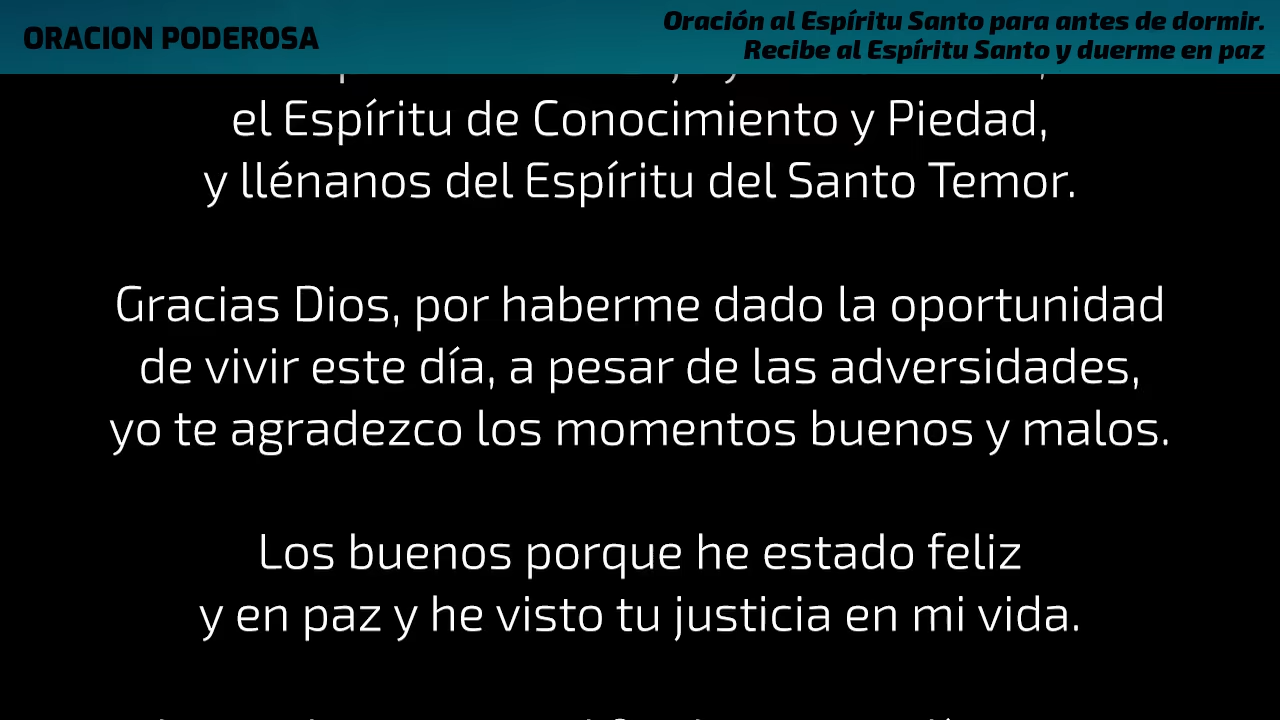 ORACION PODEROSA
Oración al Espíritu Santo para antes de dormir.
Recibe al Espíritu Santo y duerme en paz
el Espíritu de Conocimiento y Piedad,
y llénanos del Espíritu del Santo Temor.
Gracias Dios, por haberme dado la oportunidad
de vivir este día, a pesar de las adversidades,
yo te agradezco los momentos buenos y malos.
Los buenos porque he estado feliz
y en paz y he visto tu justicia en mi vida.